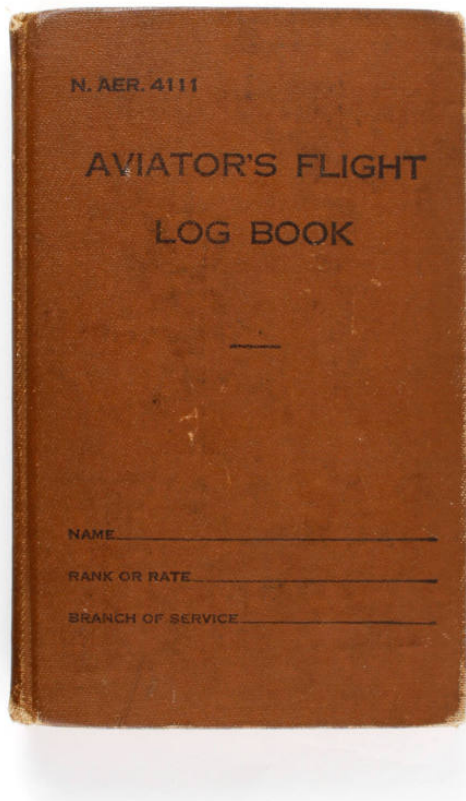 N. AER. 4111
AVIATOR'S FLIGHT
LOG BOOK
NAME
RANK OR RATE
BRANCH OF SERVICE